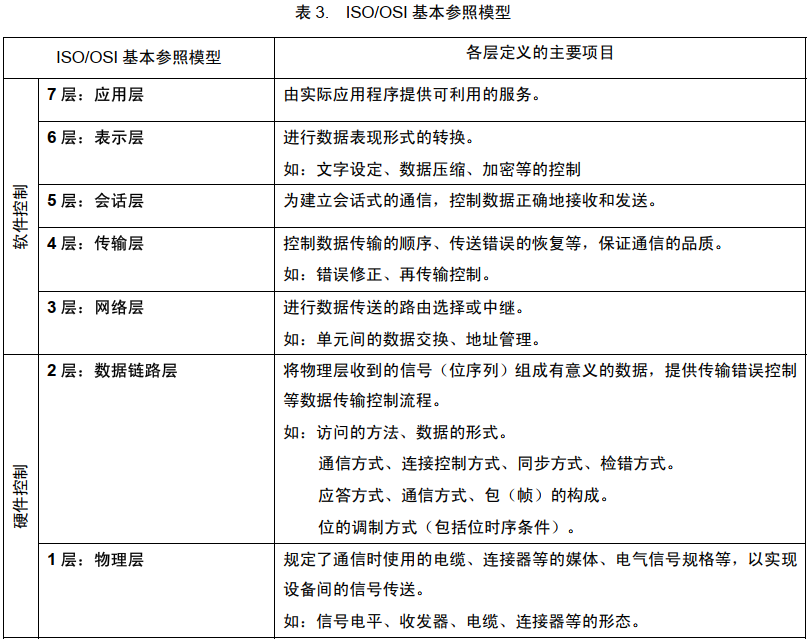 表 3. ISO/OSI 基本参照模型
ISO/OSI 基本参照模型
各层定义的主要项目
软件控制
7 层：应用层
由实际应用程序提供可利用的服务。
6 层：表示层
进行数据表现形式的转换。
如：文字设定、数据压缩、加密等的控制
5 层：会话层
为建立会话式的通信，控制数据正确地接收和发送。
4 层：传输层
控制数据传输的顺序、传送错误的恢复等，保证通信的品质。
如：错误修正、再传输控制。
3 层：网络层
进行数据传送的路由选择或中继。
如：单元间的数据交换、地址管理。
硬件控制
2 层：数据链路层
将物理层收到的信号（位序列）组成有意义的数据，提供传输错误控制
等数据传输控制流程。
如：访问的方法、数据的形式。
通信方式、连接控制方式、同步方式、检错方式。
应答方式、通信方式、包（帧）的构成。
位的调制方式（包括位时序条件）。
1 层：物理层
规定了通信时使用的电缆、连接器等的媒体、电气信号规格等，以实现
设备间的信号传送。
如：信号电平、收发器、电缆、连接器等的形态。